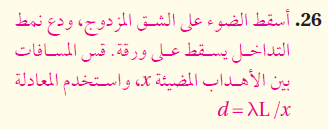 26. أسقط الضوء على الشق المزدوج، ودع نمط
التداخل يسقط على ورقة. قس المسافات
بين الأهداب المضيئة x، واستخدم المعادلة
d = λL /x